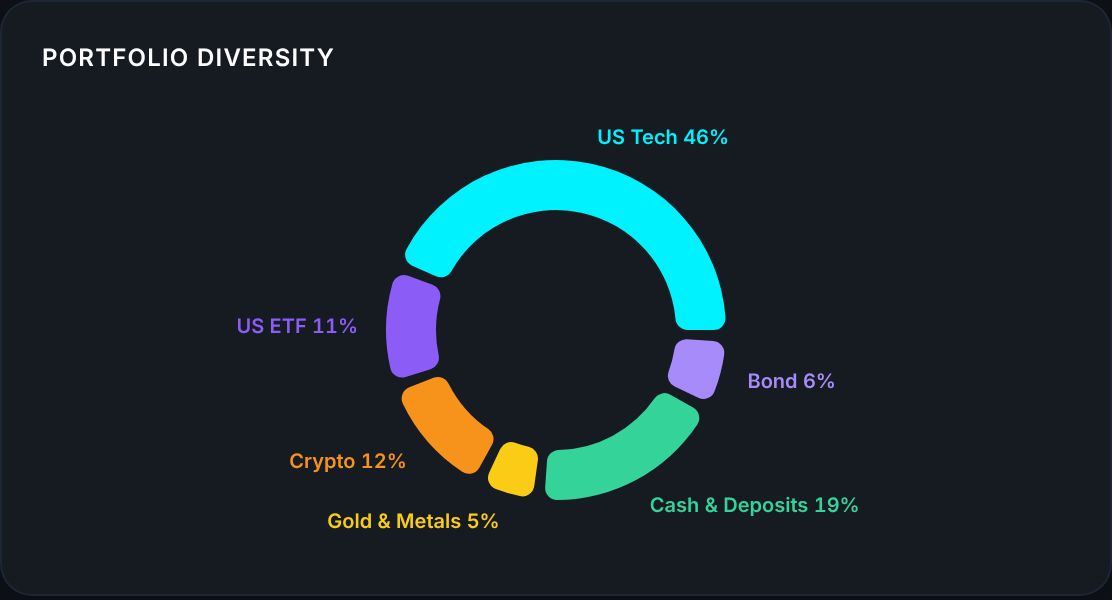 PORTFOLIO DIVERSITY
US Tech 46%
US ETF 11%
Bond 6%
Crypto 12%
Cash & Deposits 19%
Gold & Metals 5%